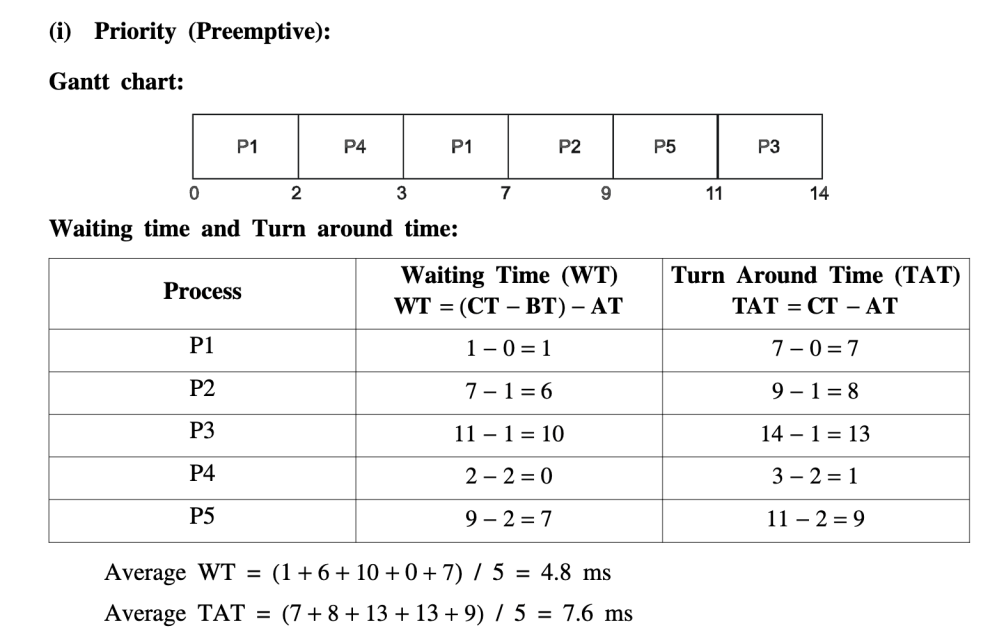 (i) Priority (Preemptive):
Gantt chart:
P1 P4 P1 P2 P5 P3
0 2 3 7 9 11 14
Waiting time and Turn around time:
Process Waiting Time (WT) Turn Around Time (TAT)
WT = (CT – BT) – AT TAT = CT – AT
P1 1 – 0 = 1 7 – 0 = 7
P2 7 – 1 = 6 9 – 1 = 8
P3 11 – 1 = 10 14 – 1 = 13
P4 2 – 2 = 0 3 – 2 = 1
P5 9 – 2 = 7 11 – 2 = 9
Average WT = (1 + 6 + 10 + 0 + 7) / 5 = 4.8 ms
Average TAT = (7 + 8 + 13 + 13 + 9) / 5 = 7.6 ms